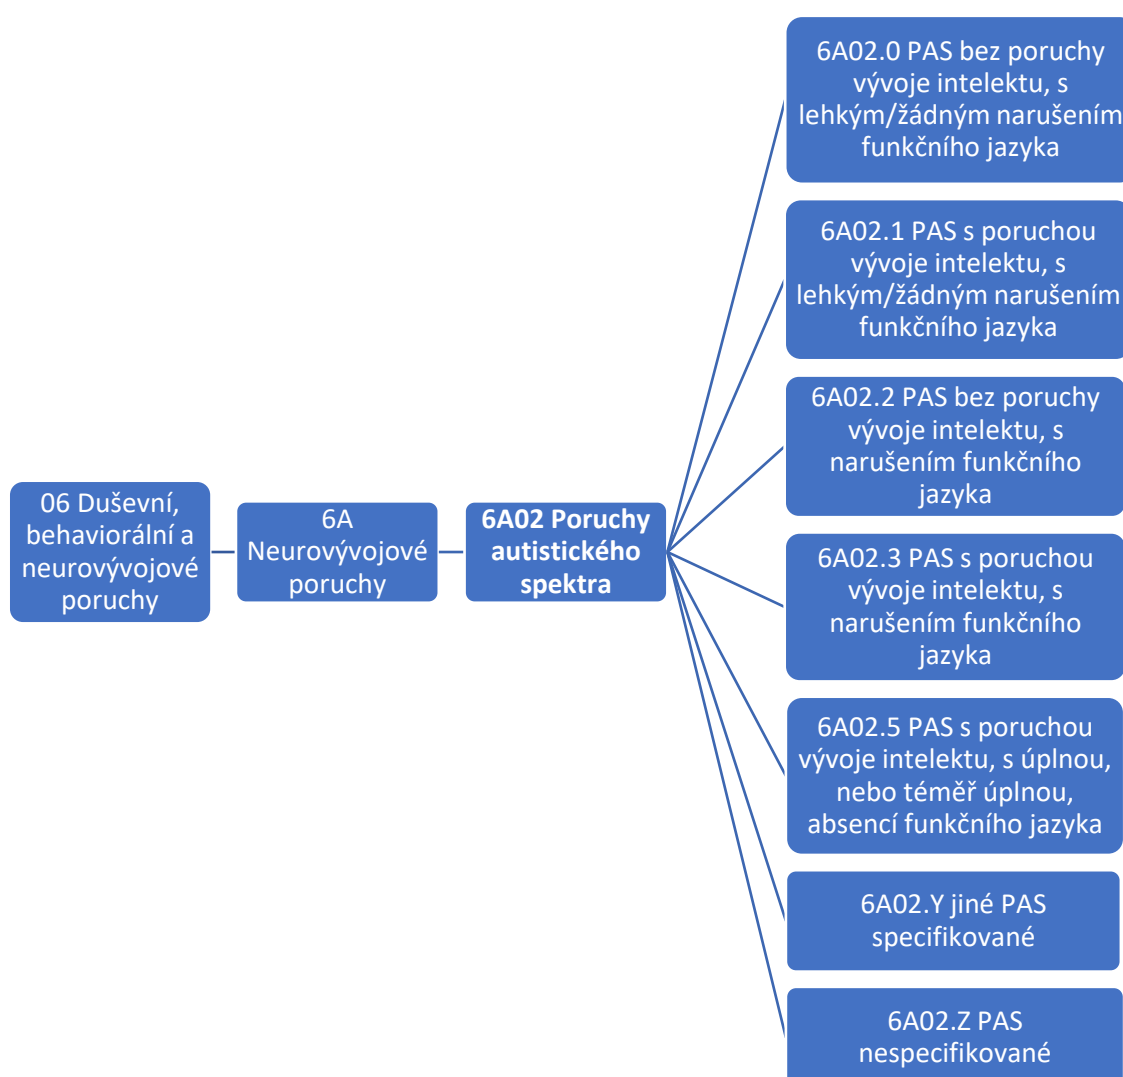 06 Duševní,
behaviorální a
neurovývojové
poruchy
6A
Neurovývojové
poruchy
6A02 Poruchy
autistického
spektra
6A02.0 PAS bez poruchy
vývoje intelektu, s
lehkým/žádným narušením
funkčního jazyka
6A02.1 PAS s poruchou
vývoje intelektu, s
lehkým/žádným narušením
funkčního jazyka
6A02.2 PAS bez poruchy
vývoje intelektu, s
narušením funkčního
jazyka
6A02.3 PAS s poruchou
vývoje intelektu, s
narušením funkčního
jazyka
6A02.5 PAS s poruchou
vývoje intelektu, s úplnou,
nebo téměř úplnou,
absencí funkčního jazyka
6A02.Y jiné PAS
specifikované
6A02.Z PAS
nespecifikované